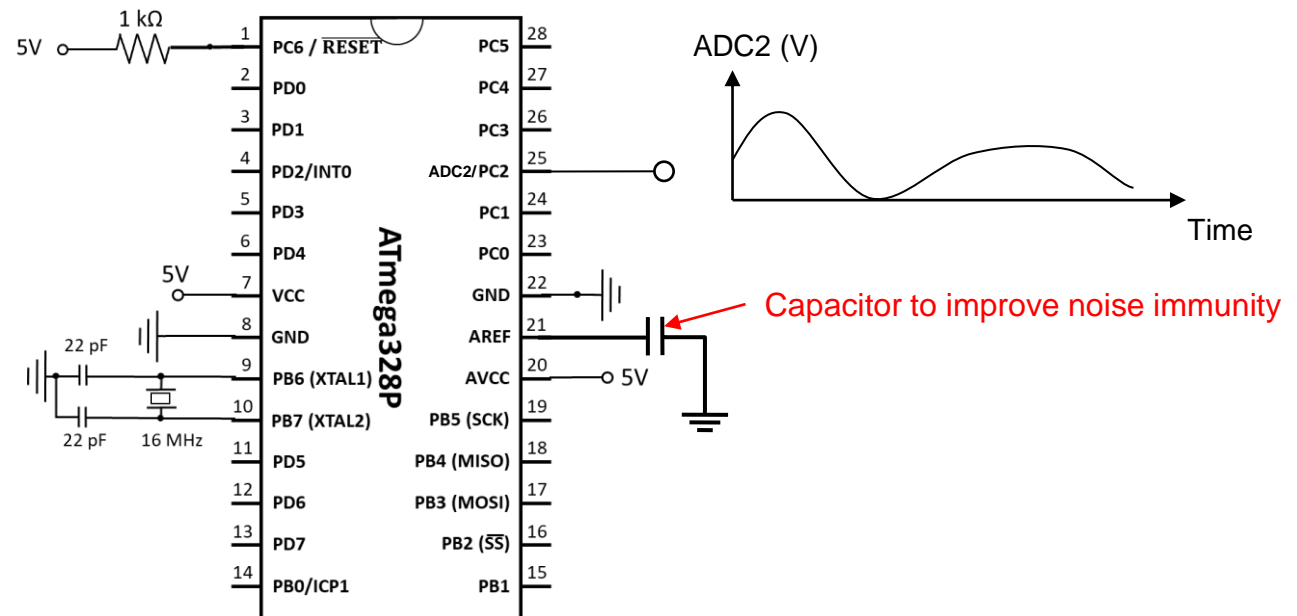 1 kΩ
5V
1 PC6 / RESET
2 PD0
3 PD1
4 PD2/INT0
5 PD3
6 PD4
5V
7 VCC
8 GND
22 pF
9 PB6 (XTAL1)
10 PB7 (XTAL2)
22 pF 16 MHz
11 PD5
12 PD6
13 PD7
14 PB0/ICP1
ATmega328P
PC5 28
PC4 27
PC3 26
ADC2/PC2 25
PC1 24
PC0 23
GND 22
AREF 21
AVCC 20 5V
PB5 (SCK) 19
PB4 (MISO) 18
PB3 (MOSI) 17
PB2 (SS) 16
PB1 15
ADC2 (V)
Time
Capacitor to improve noise immunity